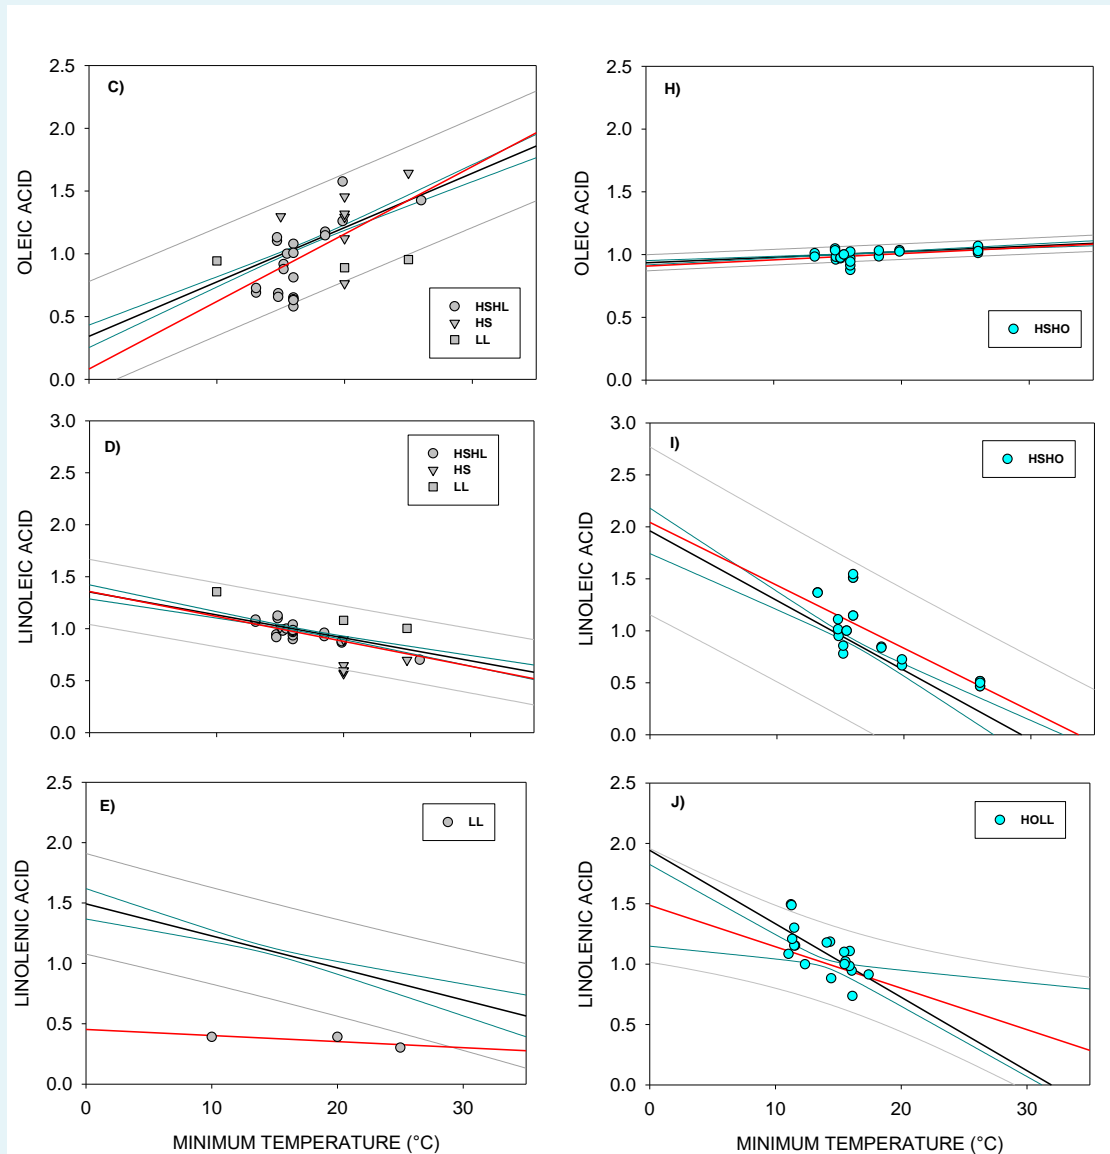 C)
2.5
2.0
1.5
1.0
0.5
0.0
OLEIC ACID
HSHL
HS
LL
H)
2.5
2.0
1.5
1.0
0.5
0.0
OLEIC ACID
HSHO
D)
3.0
2.5
2.0
1.5
1.0
0.5
0.0
LINOLEIC ACID
HSHL
HS
LL
I)
3.0
2.5
2.0
1.5
1.0
0.5
0.0
LINOLEIC ACID
HSHO
E)
2.5
2.0
1.5
1.0
0.5
0.0
LINOLENIC ACID
LL
0 10 20 30
MINIMUM TEMPERATURE (°C)
J)
2.5
2.0
1.5
1.0
0.5
0.0
LINOLENIC ACID
HOLL
0 10 20 30
MINIMUM TEMPERATURE (°C)